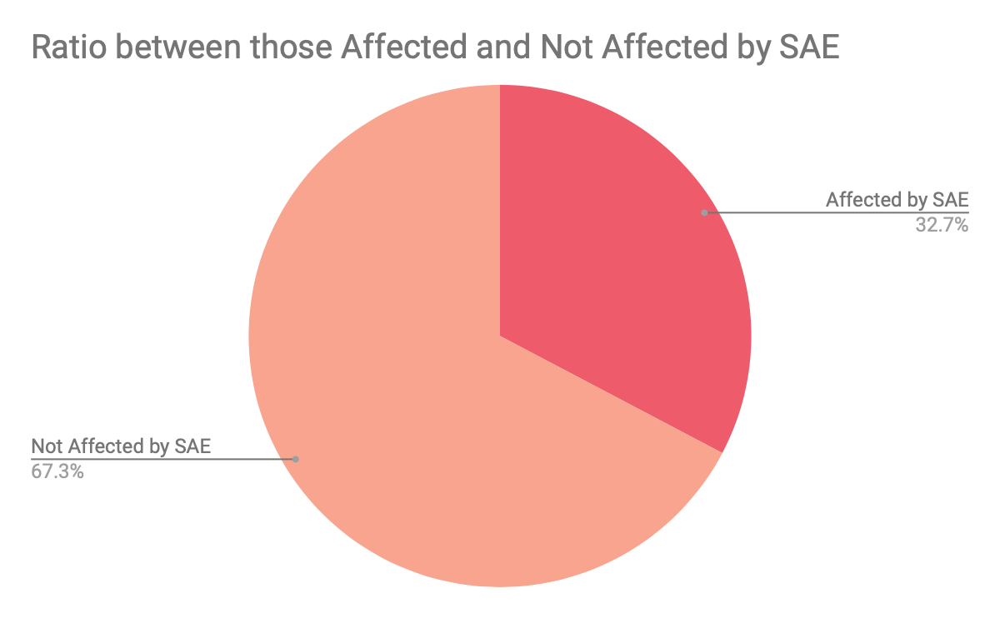 Ratio between those Affected and Not Affected by SAE
Affected by SAE
32.7%
Not Affected by SAE
67.3%